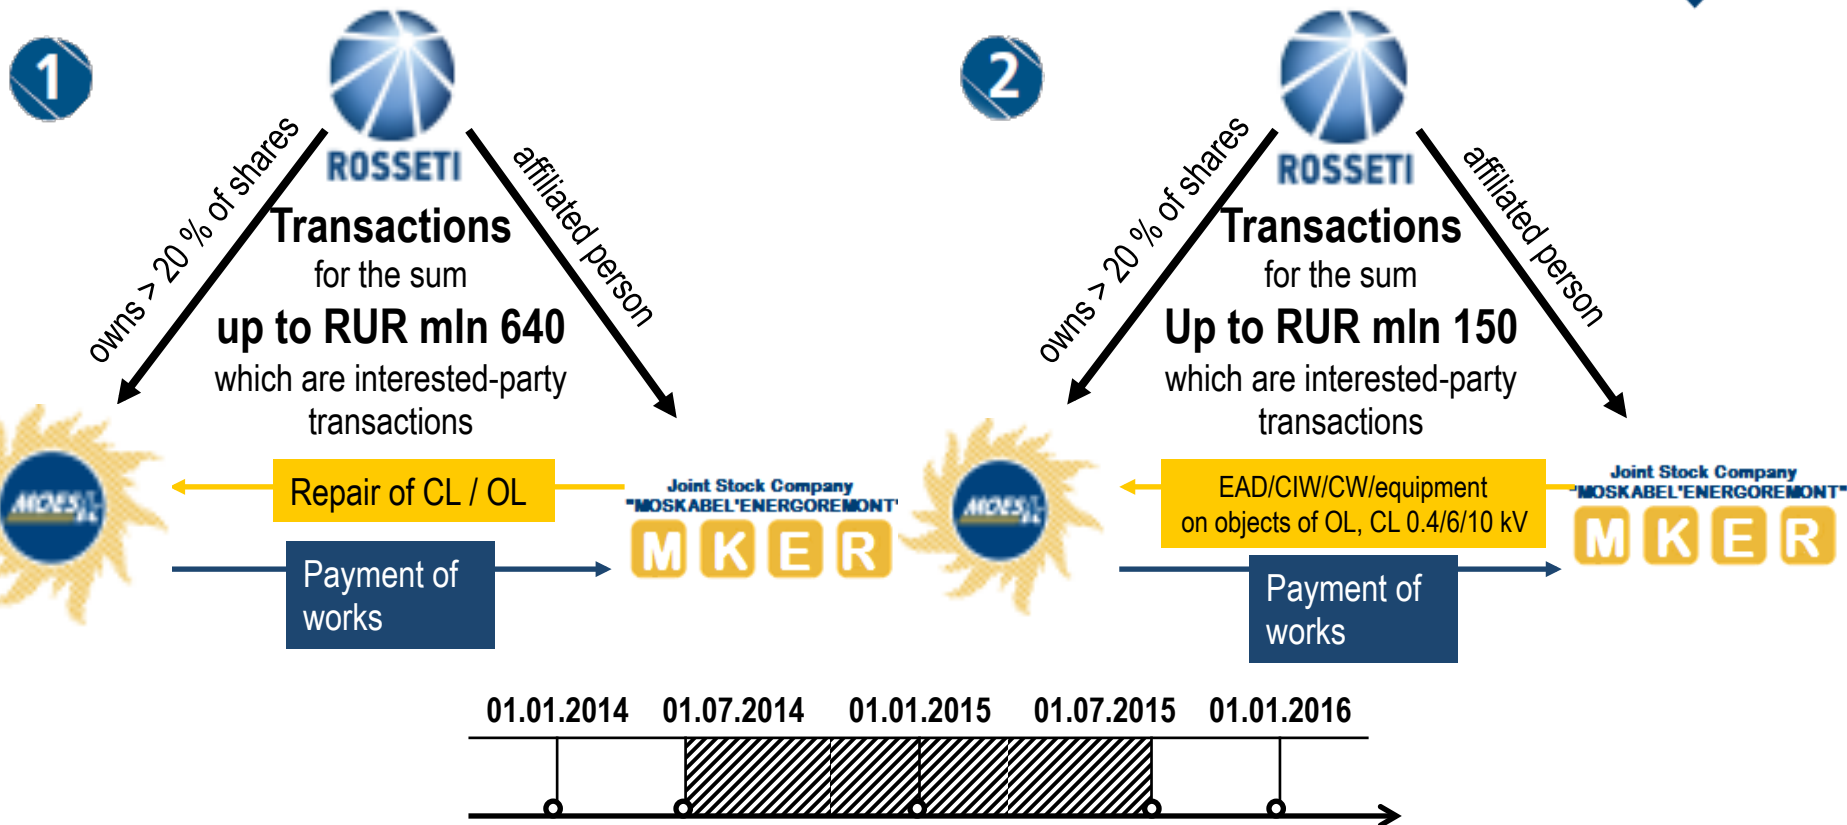 1
ROSSETI
owns > 20 % of shares
affiliated person
Transactions
for the sum
up to RUR mln 640
which are interested-party
transactions
MOESK
Repair of CL / OL
Payment of
works
Joint Stock Company
"MOSKABEL'ENERGOREMONT"
MKER
2
ROSSETI
owns > 20 % of shares
affiliated person
Transactions
for the sum
Up to RUR mln 150
which are interested-party
transactions
MOESK
EAD/CIW/CW/equipment
on objects of OL, CL 0.4/6/10 kV
Payment of
works
Joint Stock Company
"MOSKABEL'ENERGOREMONT"
MKER
01.01.2014 01.07.2014 01.01.2015 01.07.2015 01.01.2016